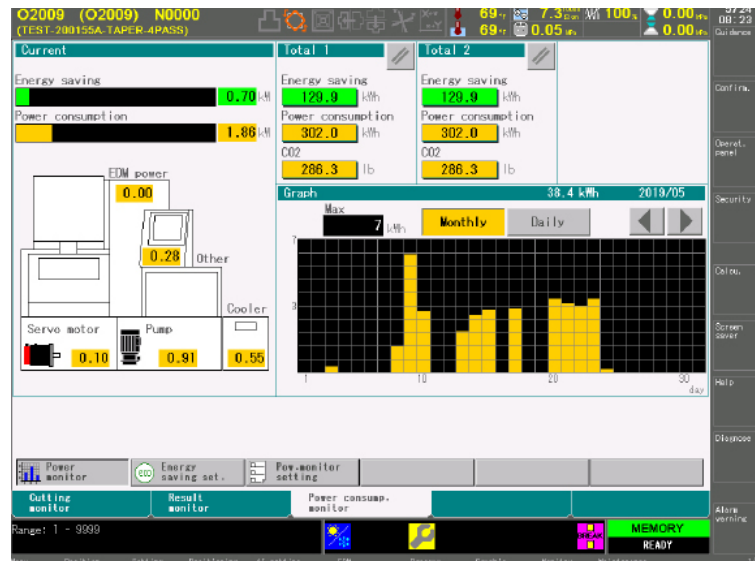 O2009 (O2009) N0000
(TEST-200155A-TAPER-4PASS)
69
7.3
100
0.00
69
0.05
0.00
08:23
Guidance
Current
Energy saving
0.70 kW
Power consumption
1.86 kW
EDM power
0.00
0.28 Other
Cooler
Servo motor
0.10
Pump
0.91
0.55
Total 1
Energy saving
129.9 kWh
Power consumption
302.0 kWh
CO2
286.3 lb
Total 2
Energy saving
129.9 kWh
Power consumption
302.0 kWh
CO2
286.3 lb
Graph 38.4 kWh 2019/05
Max
7 kWh
Monthly
Daily
7
3
1 10 20 30
day
Confirm.
Operat.
panel
Security
Calcu.
Screen
saver
Help
Diagnose
Alarm
warning
Power
monitor
eco
Energy
saving set.
Pow.monitor
setting
Cutting
monitor
Result
monitor
Power consump.
monitor
Range: 1 - 9999
BREAK
MEMORY
READY